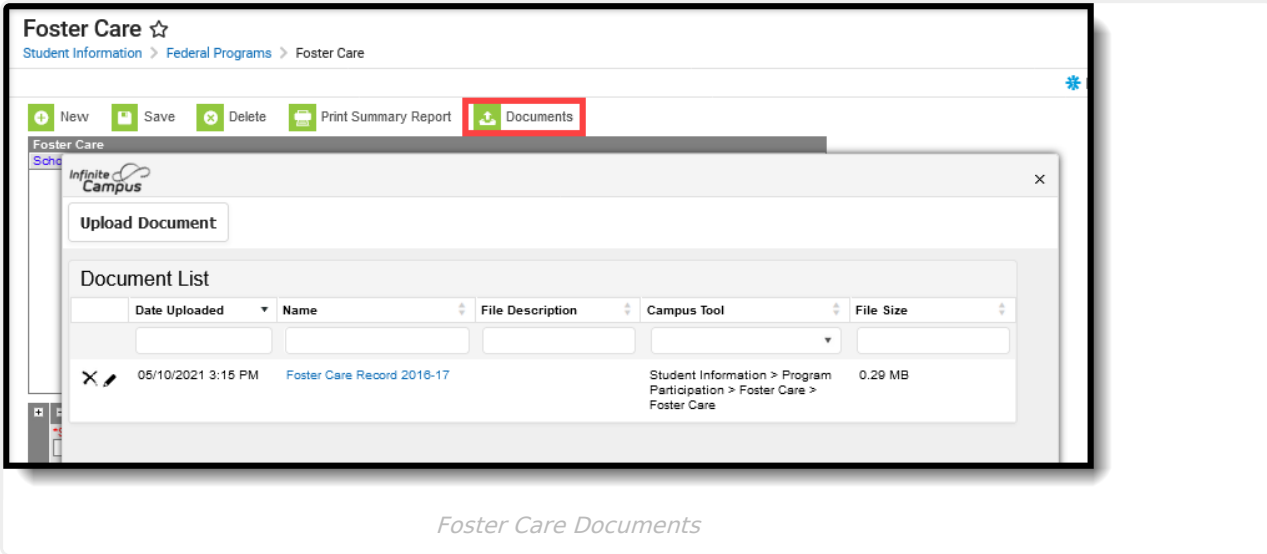 Foster Care
Student Information > Federal Programs > Foster Care
New Save Delete Print Summary Report Documents
Foster Care
Infinite
Campus
Upload Document
Document List
Date Uploaded Name File Description Campus Tool File Size
05/10/2021 3:15 PM Foster Care Record 2016-17 Student Information > Program 0.29 MB
Participation > Foster Care >
Foster Care
Foster Care Documents